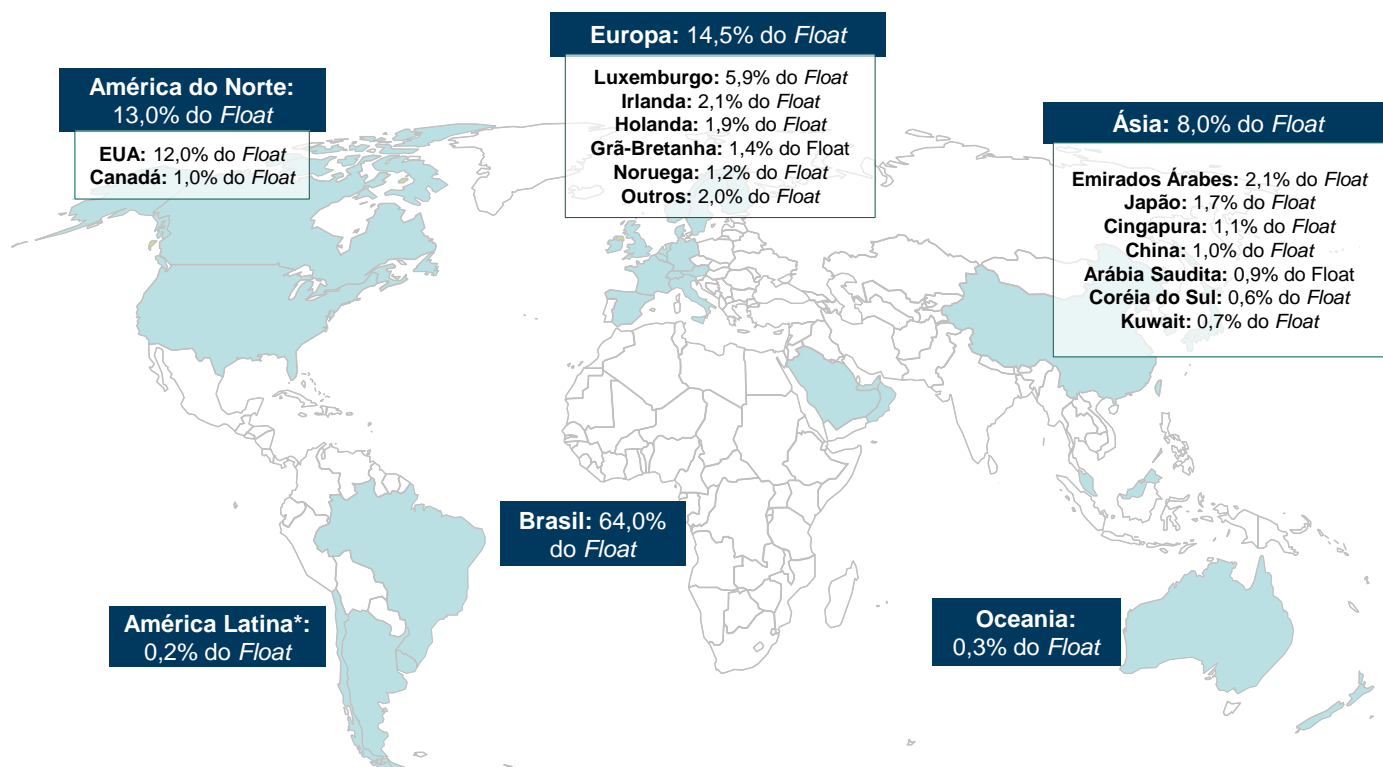 Europa: 14,5% do Float
Luxemburgo: 5,9% do Float
Irlanda: 2,1% do Float
Holanda: 1,9% do Float
Grã-Bretanha: 1,4% do Float
Noruega: 1,2% do Float
Outros: 2,0% do Float
América do Norte:
13,0% do Float
EUA: 12,0% do Float
Canadá: 1,0% do Float
Ásia: 8,0% do Float
Emirados Árabes: 2,1% do Float
Japão: 1,7% do Float
Cingapura: 1,1% do Float
China: 1,0% do Float
Arábia Saudita: 0,9% do Float
Coréia do Sul: 0,6% do Float
Kuwait: 0,7% do Float
Brasil: 64,0%
do Float
América Latina*:
0,2% do Float
Oceania:
0,3% do Float